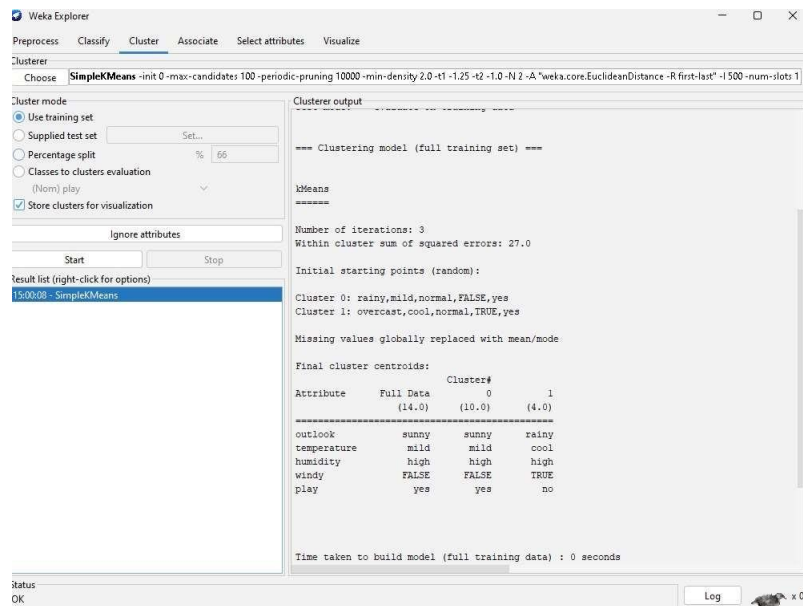 Weka Explorer
Preprocess Classify Cluster Associate Select attributes Visualize
Clusterer
Choose SimpleKMeans -init 0 -max-candidates 100 -periodic-pruning 10000 -min-density 2.0 -t1 -1.25 -t2 -1.0 -N 2 -A "weka.core.EuclideanDistance -R first-last" -I 500 -num-slots 1
Cluster mode
Use training set
Supplied test set Set...
Percentage split % 66
Classes to clusters evaluation
(Nom) play
Store clusters for visualization
Ignore attributes
Start Stop
Result list (right-click for options)
15:00:08 - SimpleKMeans
Clusterer output
=== Clustering model (full training set) ===
kMeans
======
Number of iterations: 3
Within cluster sum of squared errors: 27.0
Initial starting points (random):
Cluster 0: rainy,mild,normal,FALSE,yes
Cluster 1: overcast,cool,normal,TRUE,yes
Missing values globally replaced with mean/mode
Final cluster centroids:
Cluster#
Attribute Full Data 0 1
(14.0) (10.0) (4.0)
outlook sunny sunny rainy
temperature mild mild cool
humidity high high high
windy FALSE FALSE TRUE
play yes yes no
Time taken to build model (full training data) : 0 seconds
Status
OK
Log x 0